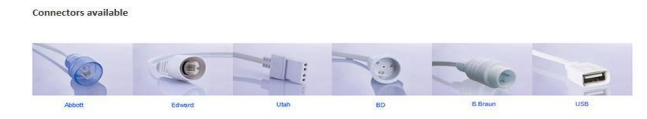 Connectors available
Abbott
Edward
Utah
BD
B.Braun
USB